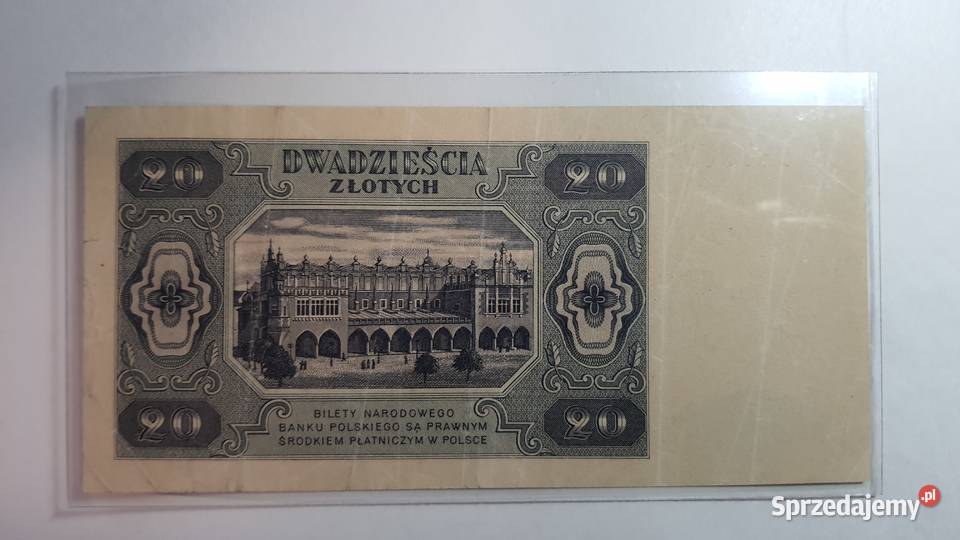 20 DWADZIEŚCIA 20
ZŁOTYCH
BILETY NARODOWEGO
BANKU POLSKIEGO SĄ PRAWNYM
ŚRODKIEM PŁATNICZYM W POLSCE
20 20
Sprzedajemy.pl